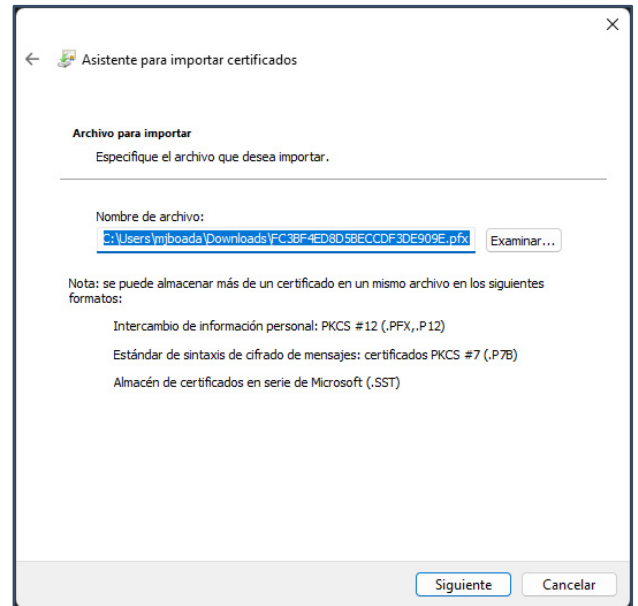 Asistente para importar certificados
Archivo para importar
Especifique el archivo que desea importar.
Nombre de archivo:
C:\Users\mjboada\Downloads\FC3BF4ED8D5BECCDF3DE909E.pfx Examinar...
Nota: se puede almacenar más de un certificado en un mismo archivo en los siguientes
formatos:
Intercambio de información personal: PKCS #12 (.PFX,.P12)
Estándar de sintaxis de cifrado de mensajes: certificados PKCS #7 (.P7B)
Almacén de certificados en serie de Microsoft (.SST)
Siguiente Cancelar